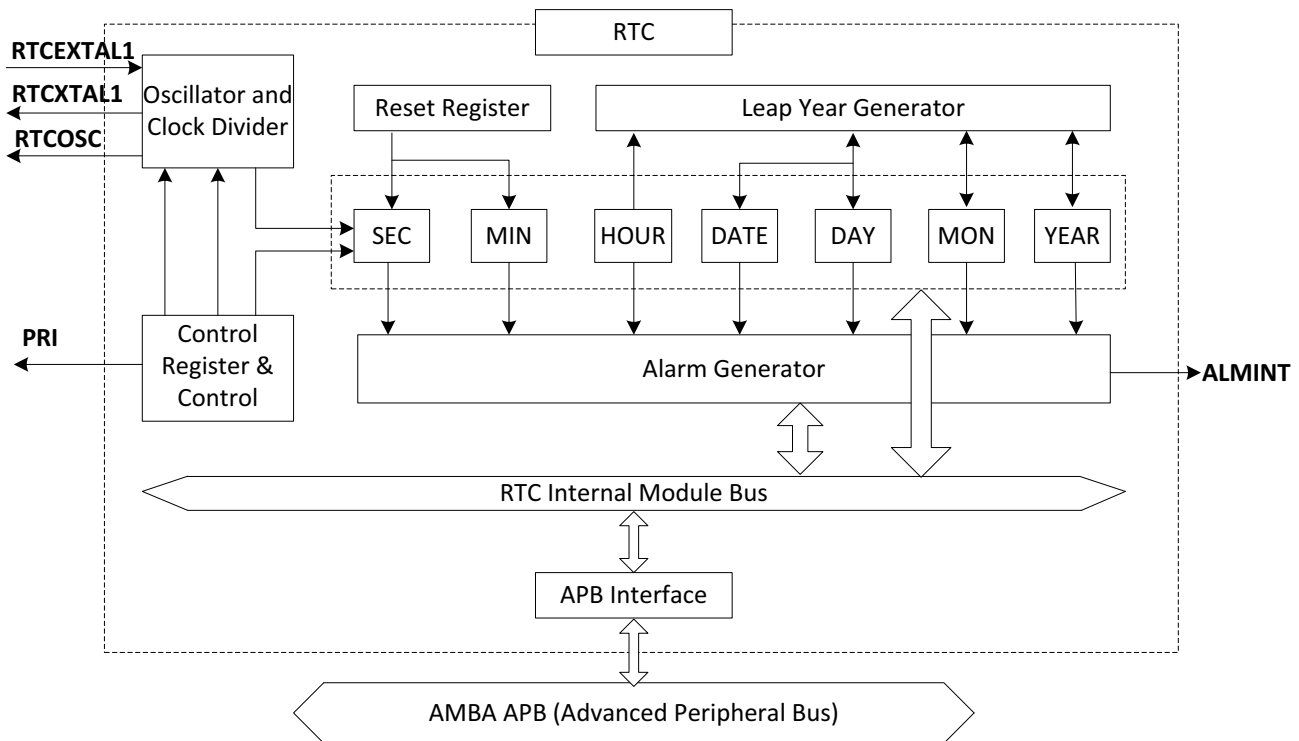 RTC
RTCEXTAL1
RTCXTAL1
RTCOSC
Oscillator and
Clock Divider
Reset Register
Leap Year Generator
SEC
MIN
HOUR
DATE
DAY
MON
YEAR
PRI
Control
Register &
Control
Alarm Generator
ALMINT
RTC Internal Module Bus
APB Interface
AMBA APB (Advanced Peripheral Bus)